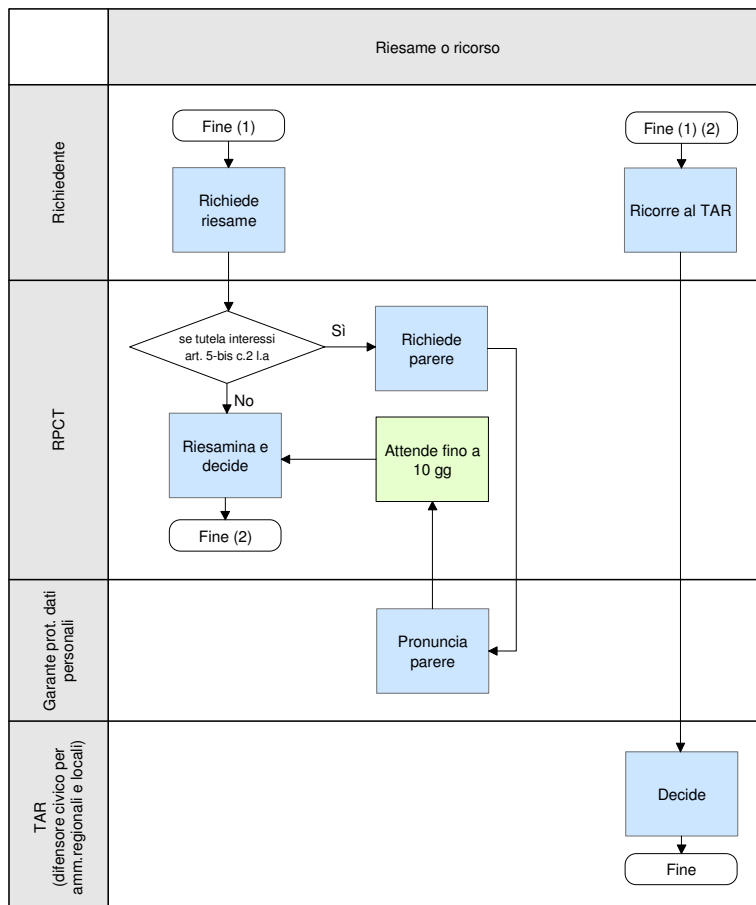 Riesame o ricorso
Richiedente
Fine (1)
Fine (1) (2)
Richiede
riesame
Ricorre al TAR
RPCT
se tutela interessi
art. 5-bis c.2 l.a
Sì
Richiede
parere
No
Riesamina e
decide
Attende fino a
10 gg
Fine (2)
Garante prot. dati
personali
Pronuncia
parere
TAR
(difensore civico per
amm.regionali e locali)
Decide
Fine